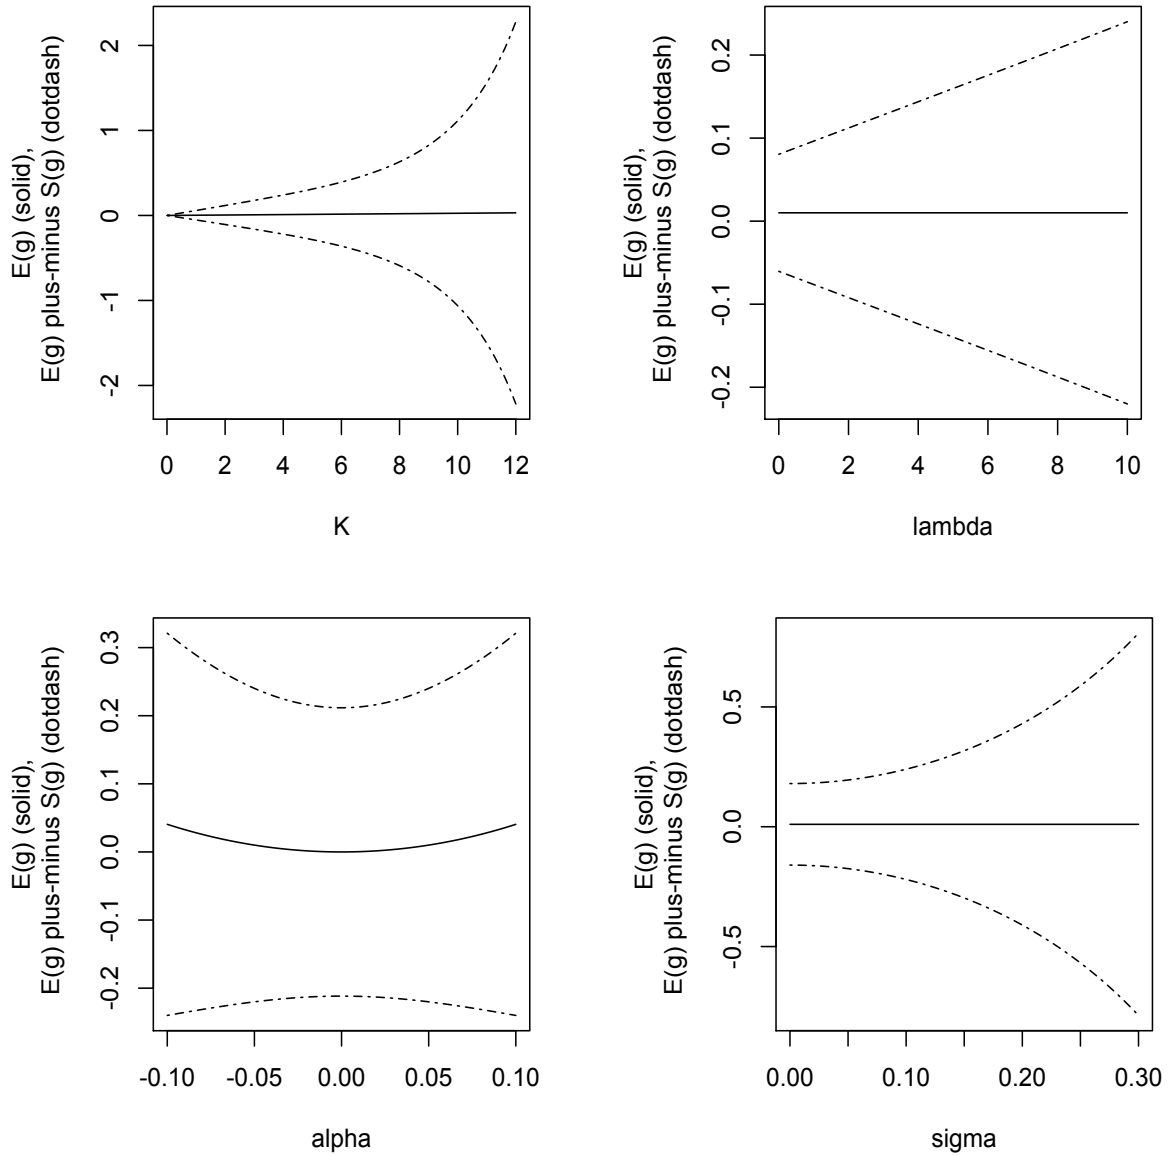 E(g) (solid),
E(g) plus-minus S(g) (dotdash)
2
1
0
-1
-2
0 2 4 6 8 10 12
K
E(g) (solid),
E(g) plus-minus S(g) (dotdash)
0.2
0.1
0.0
-0.1
-0.2
0 2 4 6 8 10
lambda
E(g) (solid),
E(g) plus-minus S(g) (dotdash)
0.3
0.2
0.1
0.0
-0.1
-0.2
-0.10 -0.05 0.00 0.05 0.10
alpha
E(g) (solid),
E(g) plus-minus S(g) (dotdash)
0.5
0.0
-0.5
0.00 0.10 0.20 0.30
sigma